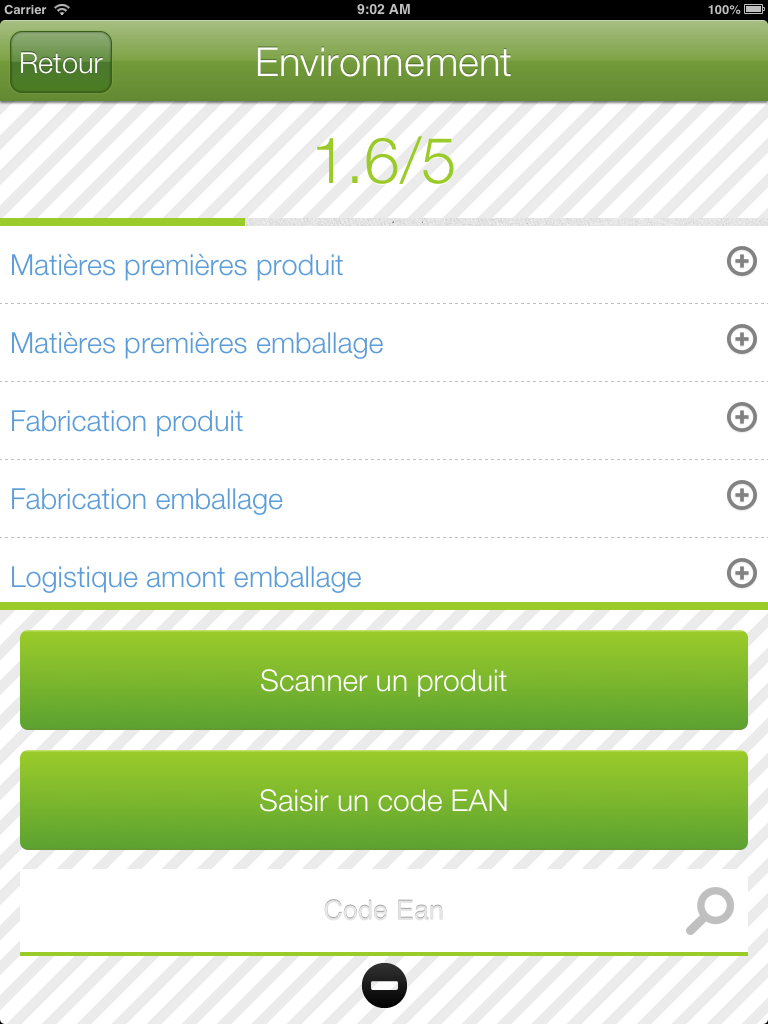 Carrier 9:02 AM 100%
Retour Environnement
1.6/5
Matières premières produit
Matières premières emballage
Fabrication produit
Fabrication emballage
Logistique amont emballage
Scanner un produit
Saisir un code EAN
Code Ean